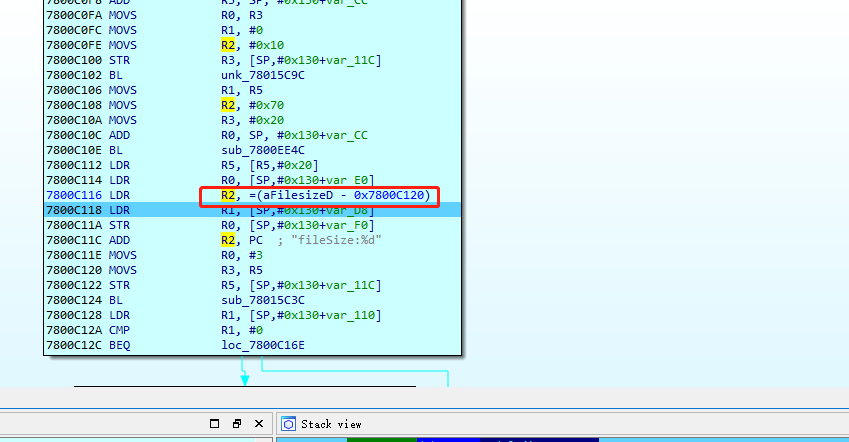 7800C0F8 ADD R5, SP, #0x130+var_CC
7800C0FA MOVS R0, R3
7800C0FC MOVS R1, #0
7800C0FE MOVS R2, #0x10
7800C100 STR R3, [SP,#0x130+var_11C]
7800C102 BL unk_78015C9C
7800C106 MOVS R1, R5
7800C108 MOVS R2, #0x70
7800C10A MOVS R3, #0x20
7800C10C ADD R0, SP, #0x130+var_CC
7800C10E BL sub_7800EE4C
7800C112 LDR R5, [R5,#0x20]
7800C114 LDR R0, [SP,#0x130+var_E0]
7800C116 LDR R2, =(aFilesizeD - 0x7800C120)
7800C118 LDR R1, [SP,#0x130+var_D8]
7800C11A STR R0, [SP,#0x130+var_F0]
7800C11C ADD R2, PC ; "fileSize:%d"
7800C11E MOVS R0, #3
7800C120 MOVS R3, R5
7800C122 STR R5, [SP,#0x130+var_11C]
7800C124 BL sub_78015C3C
7800C128 LDR R1, [SP,#0x130+var_110]
7800C12A CMP R1, #0
7800C12C BEQ loc_7800C16E
Stack view